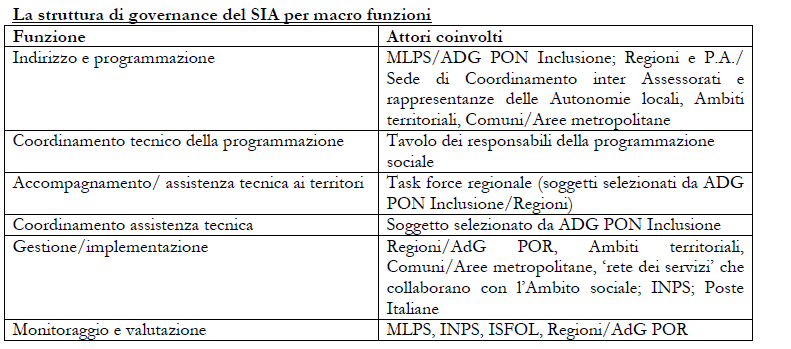 La struttura di governance del SIA per macro funzioni
Funzione
Attori coinvolti
Indirizzo e programmazione
MLPS/ADG PON Inclusione; Regioni e P.A./
Sede di Coordinamento inter Assessorati e
rappresentanze delle Autonomie locali, Ambiti
territoriali, Comuni/Aree metropolitane
Coordinamento tecnico della programmazione
Tavolo dei responsabili della programmazione
sociale
Accompagnamento/ assistenza tecnica ai territori
Task force regionale (soggetti selezionati da ADG
PON Inclusione/Regioni)
Coordinamento assistenza tecnica
Soggetto selezionato da ADG PON Inclusione
Gestione/implementazione
Regioni/AdG POR, Ambiti territoriali,
Comuni/Aree metropolitane, ‘rete dei servizi’ che
collaborano con l’Ambito sociale; INPS; Poste
Italiane
Monitoraggio e valutazione
MLPS, INPS, ISFOL, Regioni/AdG POR